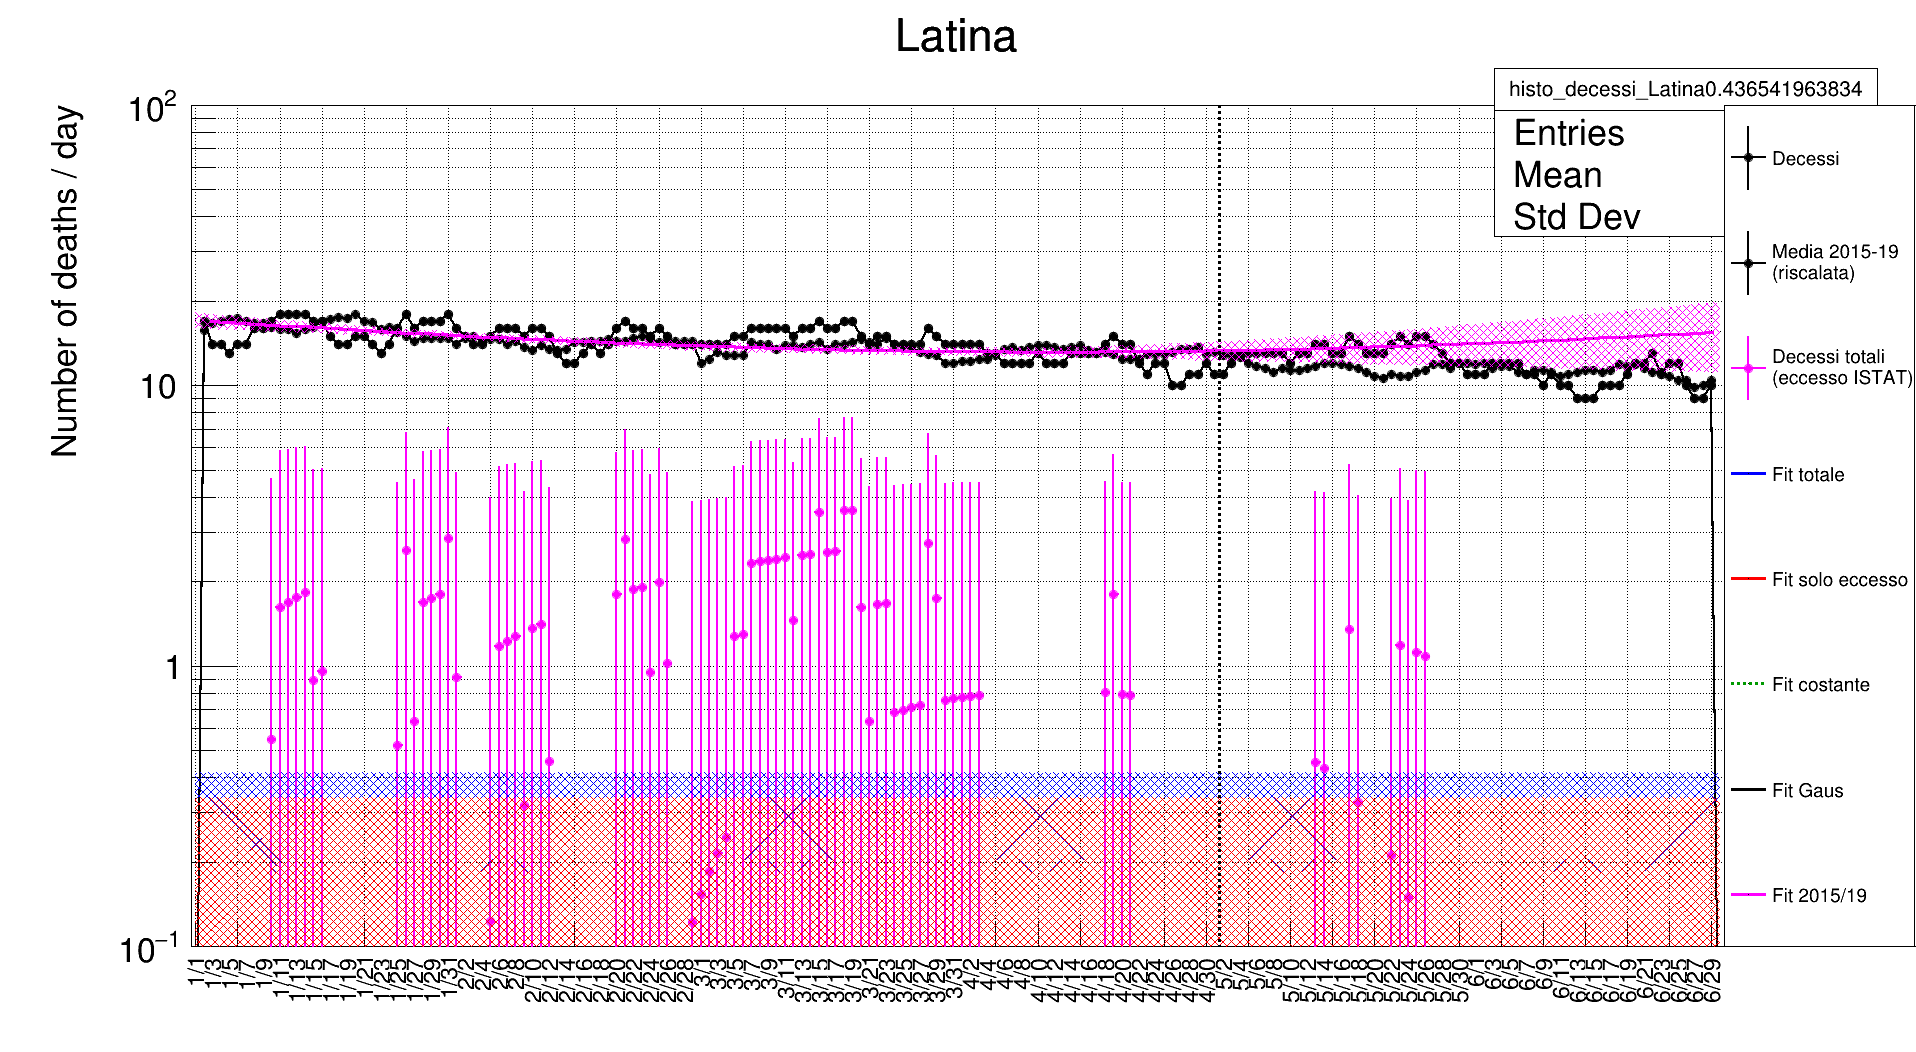 Latina
histo_decessi_Latina0.436541963834
Entries
Mean
Std Dev
Number of deaths / day
10²
10
1
10⁻¹
Decessi
Media 2015-19
(riscalata)
Decessi totali
(eccesso ISTAT)
Fit totale
Fit solo eccesso
Fit costante
Fit Gaus
Fit 2015/19
1/1 1/3 1/5 1/7 1/9 1/11 1/13 1/15 1/17 1/19 1/21 1/23 1/25 1/27 1/29 1/31 2/2 2/4 2/6 2/8 2/10 2/12 2/14 2/16 2/18 2/20 2/22 2/24 2/26 2/28 3/1 3/3 3/5 3/7 3/9 3/11 3/13 3/15 3/17 3/19 3/21 3/23 3/25 3/27 3/29 3/31 4/2 4/4 4/6 4/8 4/10 4/12 4/14 4/16 4/18 4/20 4/22 4/24 4/26 4/28 4/30 5/2 5/4 5/6 5/8 5/10 5/12 5/14 5/16 5/18 5/20 5/22 5/24 5/26 5/28 5/30 6/1 6/3 6/5 6/7 6/9 6/11 6/13 6/15 6/17 6/19 6/21 6/23 6/25 6/27 6/29